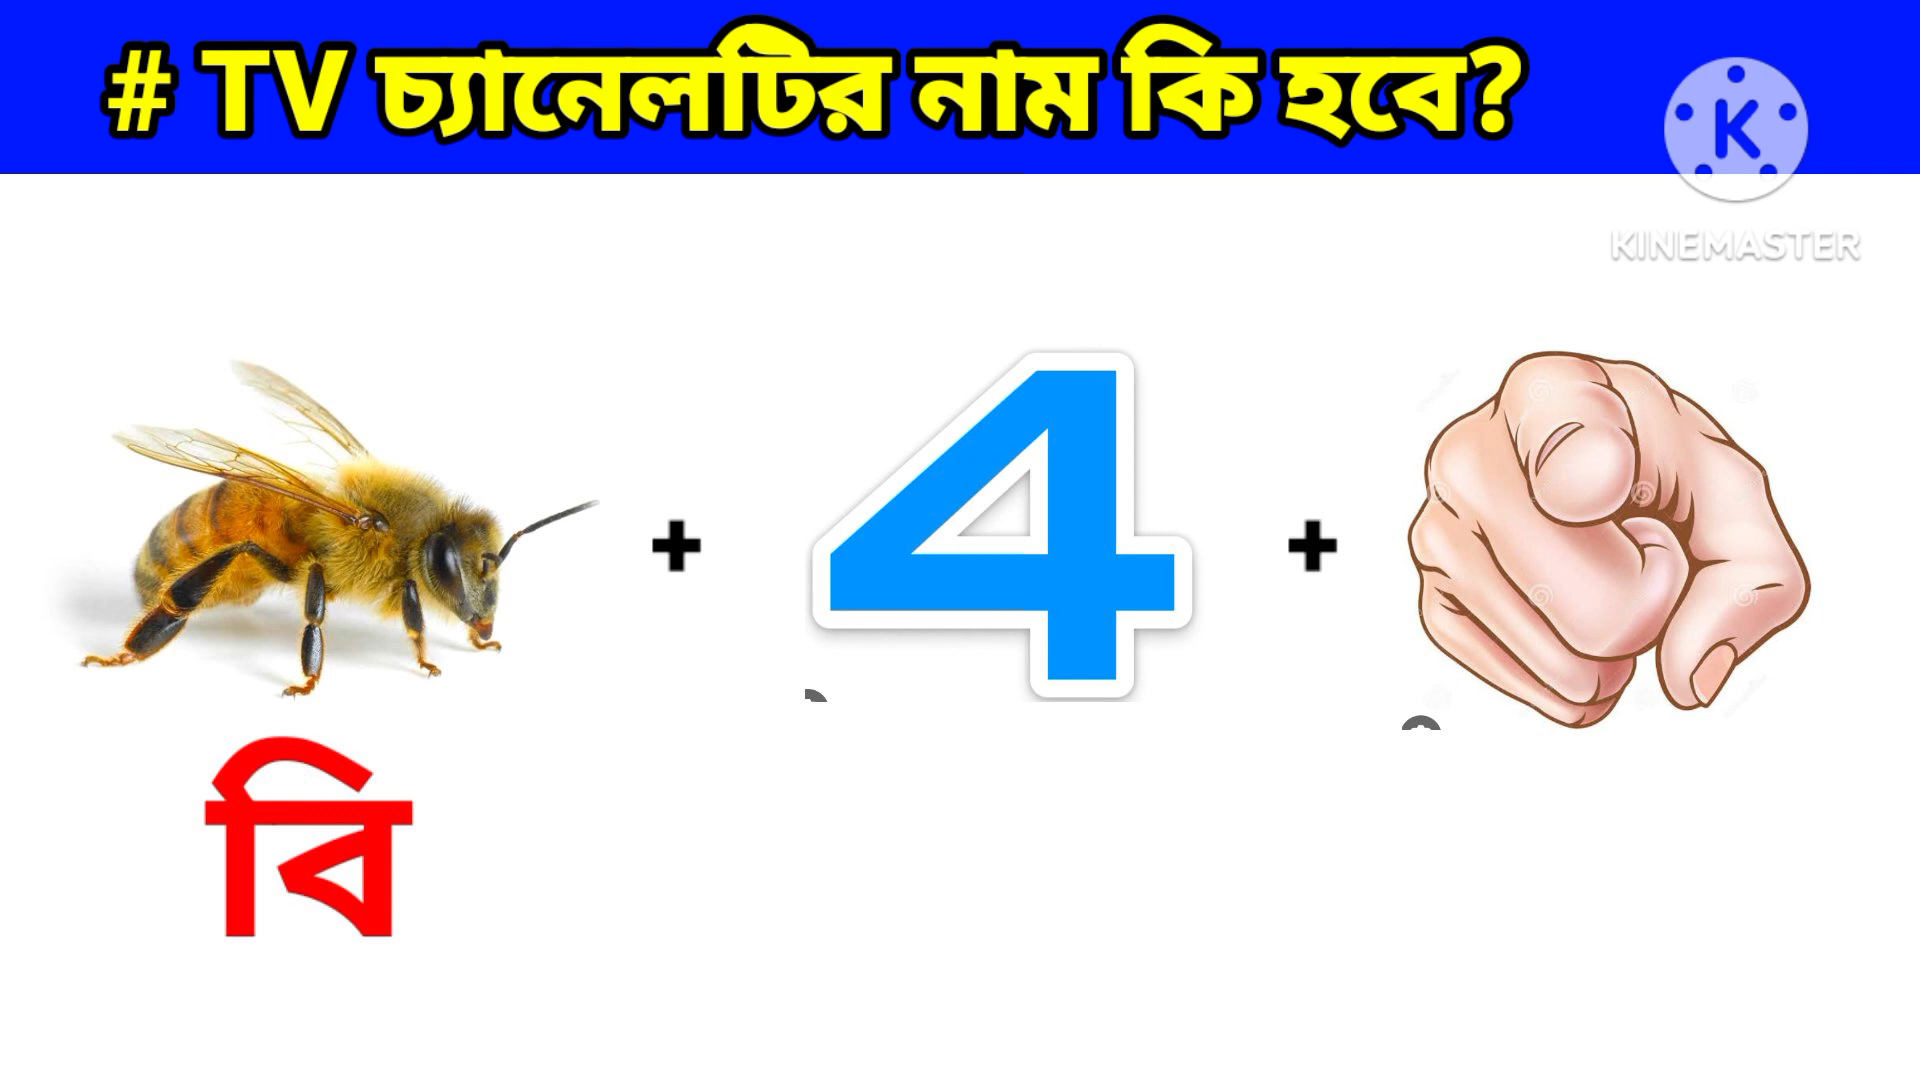 # TV চ্যানেলটির নাম কি হবে?
K
KINEMASTER
+ 4 +
বি